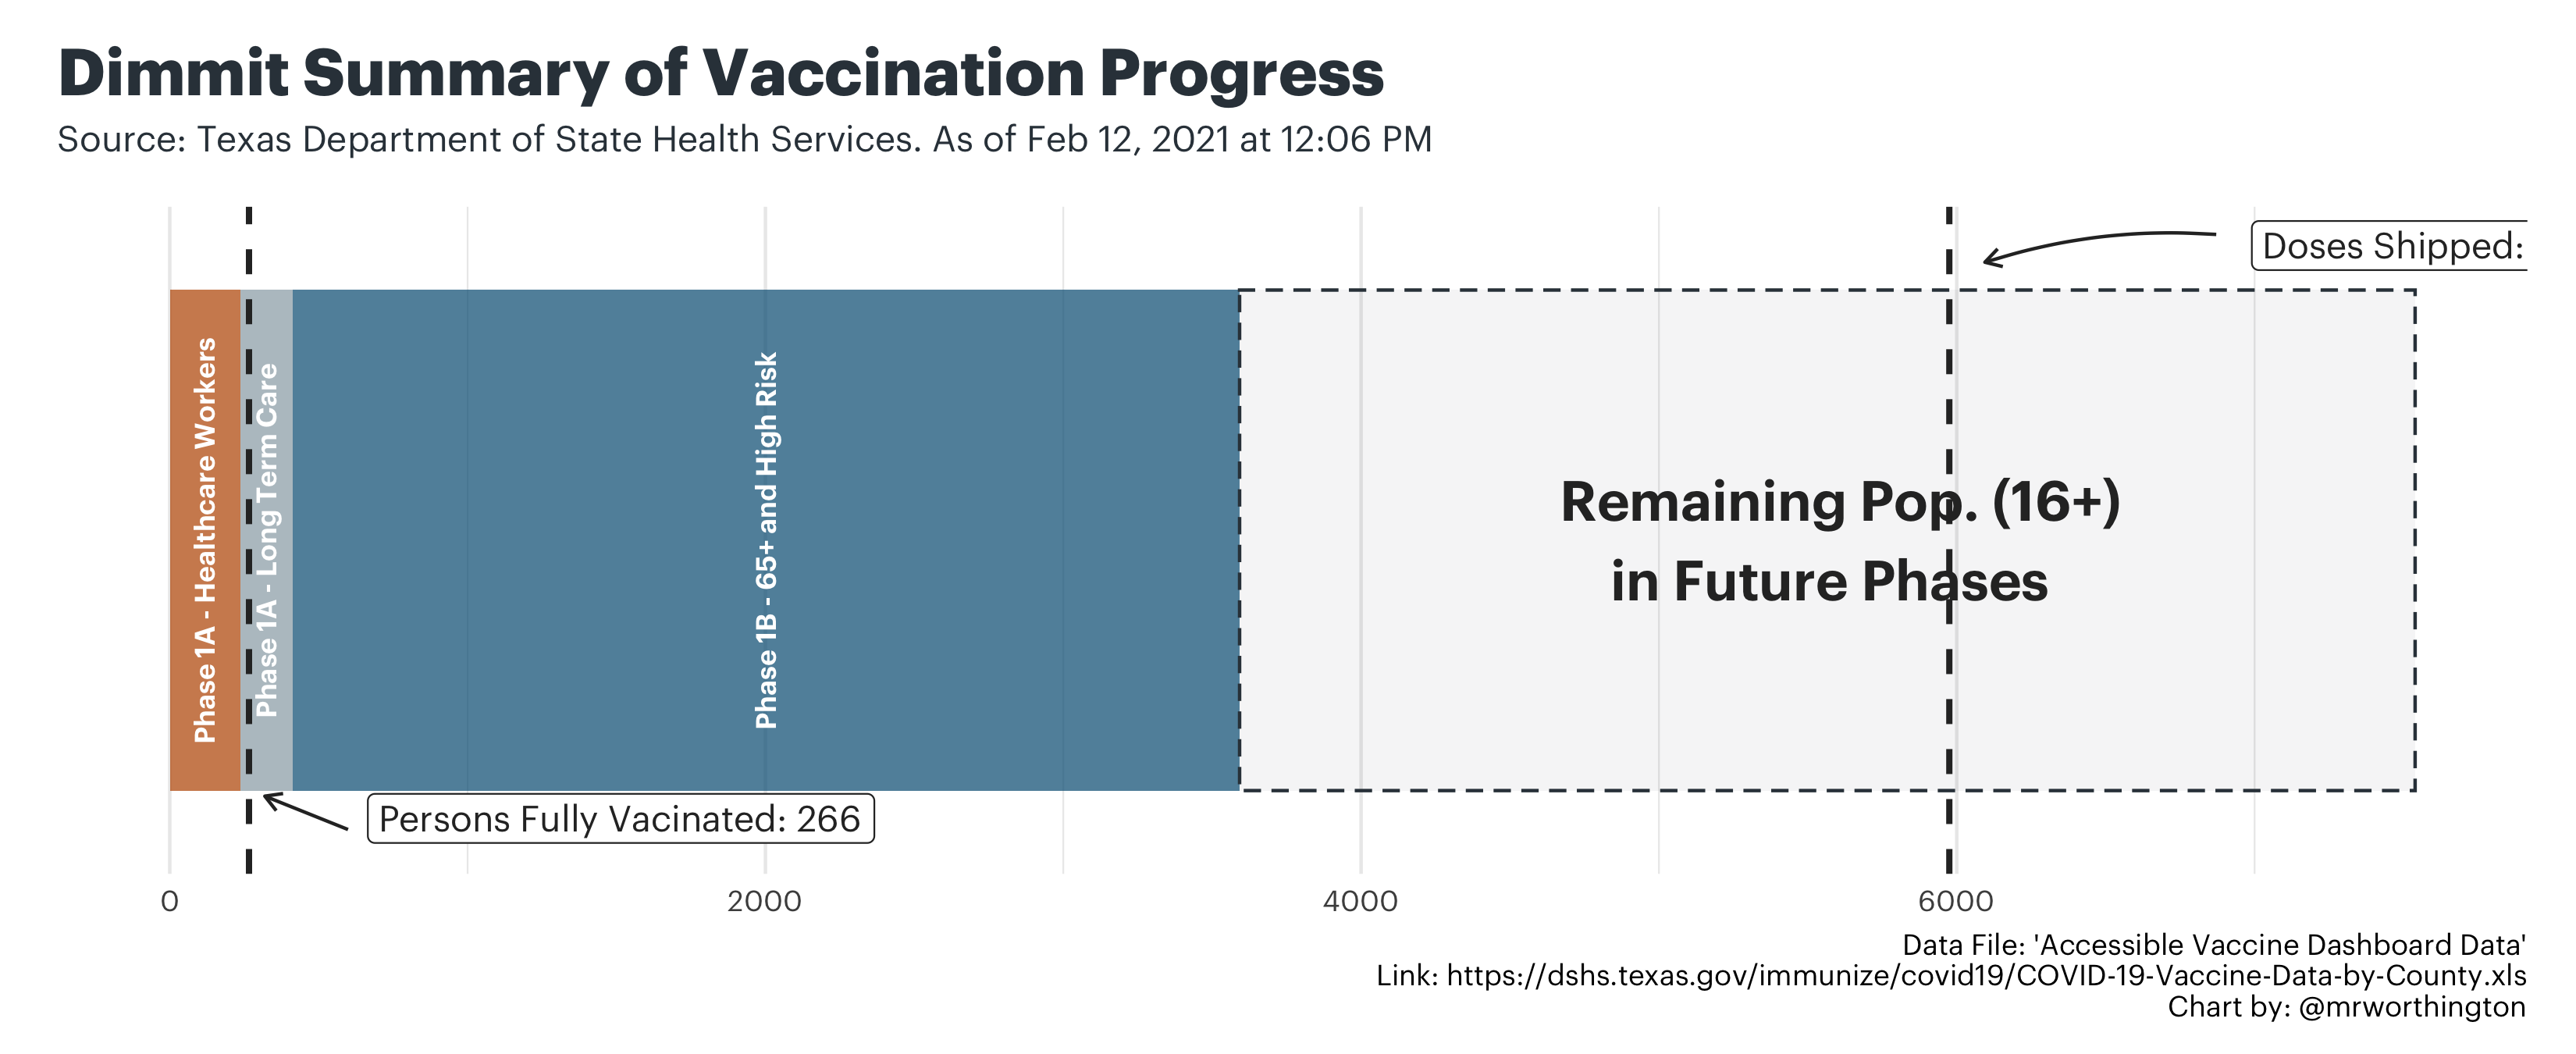 Dimmit Summary of Vaccination Progress
Source: Texas Department of State Health Services. As of Feb 12, 2021 at 12:06 PM
Doses Shipped:
Phase 1A - Healthcare Workers
Phase 1A - Long Term Care
Phase 1B - 65+ and High Risk
Remaining Pop. (16+)
in Future Phases
Persons Fully Vacinated: 266
0
2000
4000
6000
Data File: 'Accessible Vaccine Dashboard Data'
Link: https://dshs.texas.gov/immunize/covid19/COVID-19-Vaccine-Data-by-County.xls
Chart by: @mrworthington